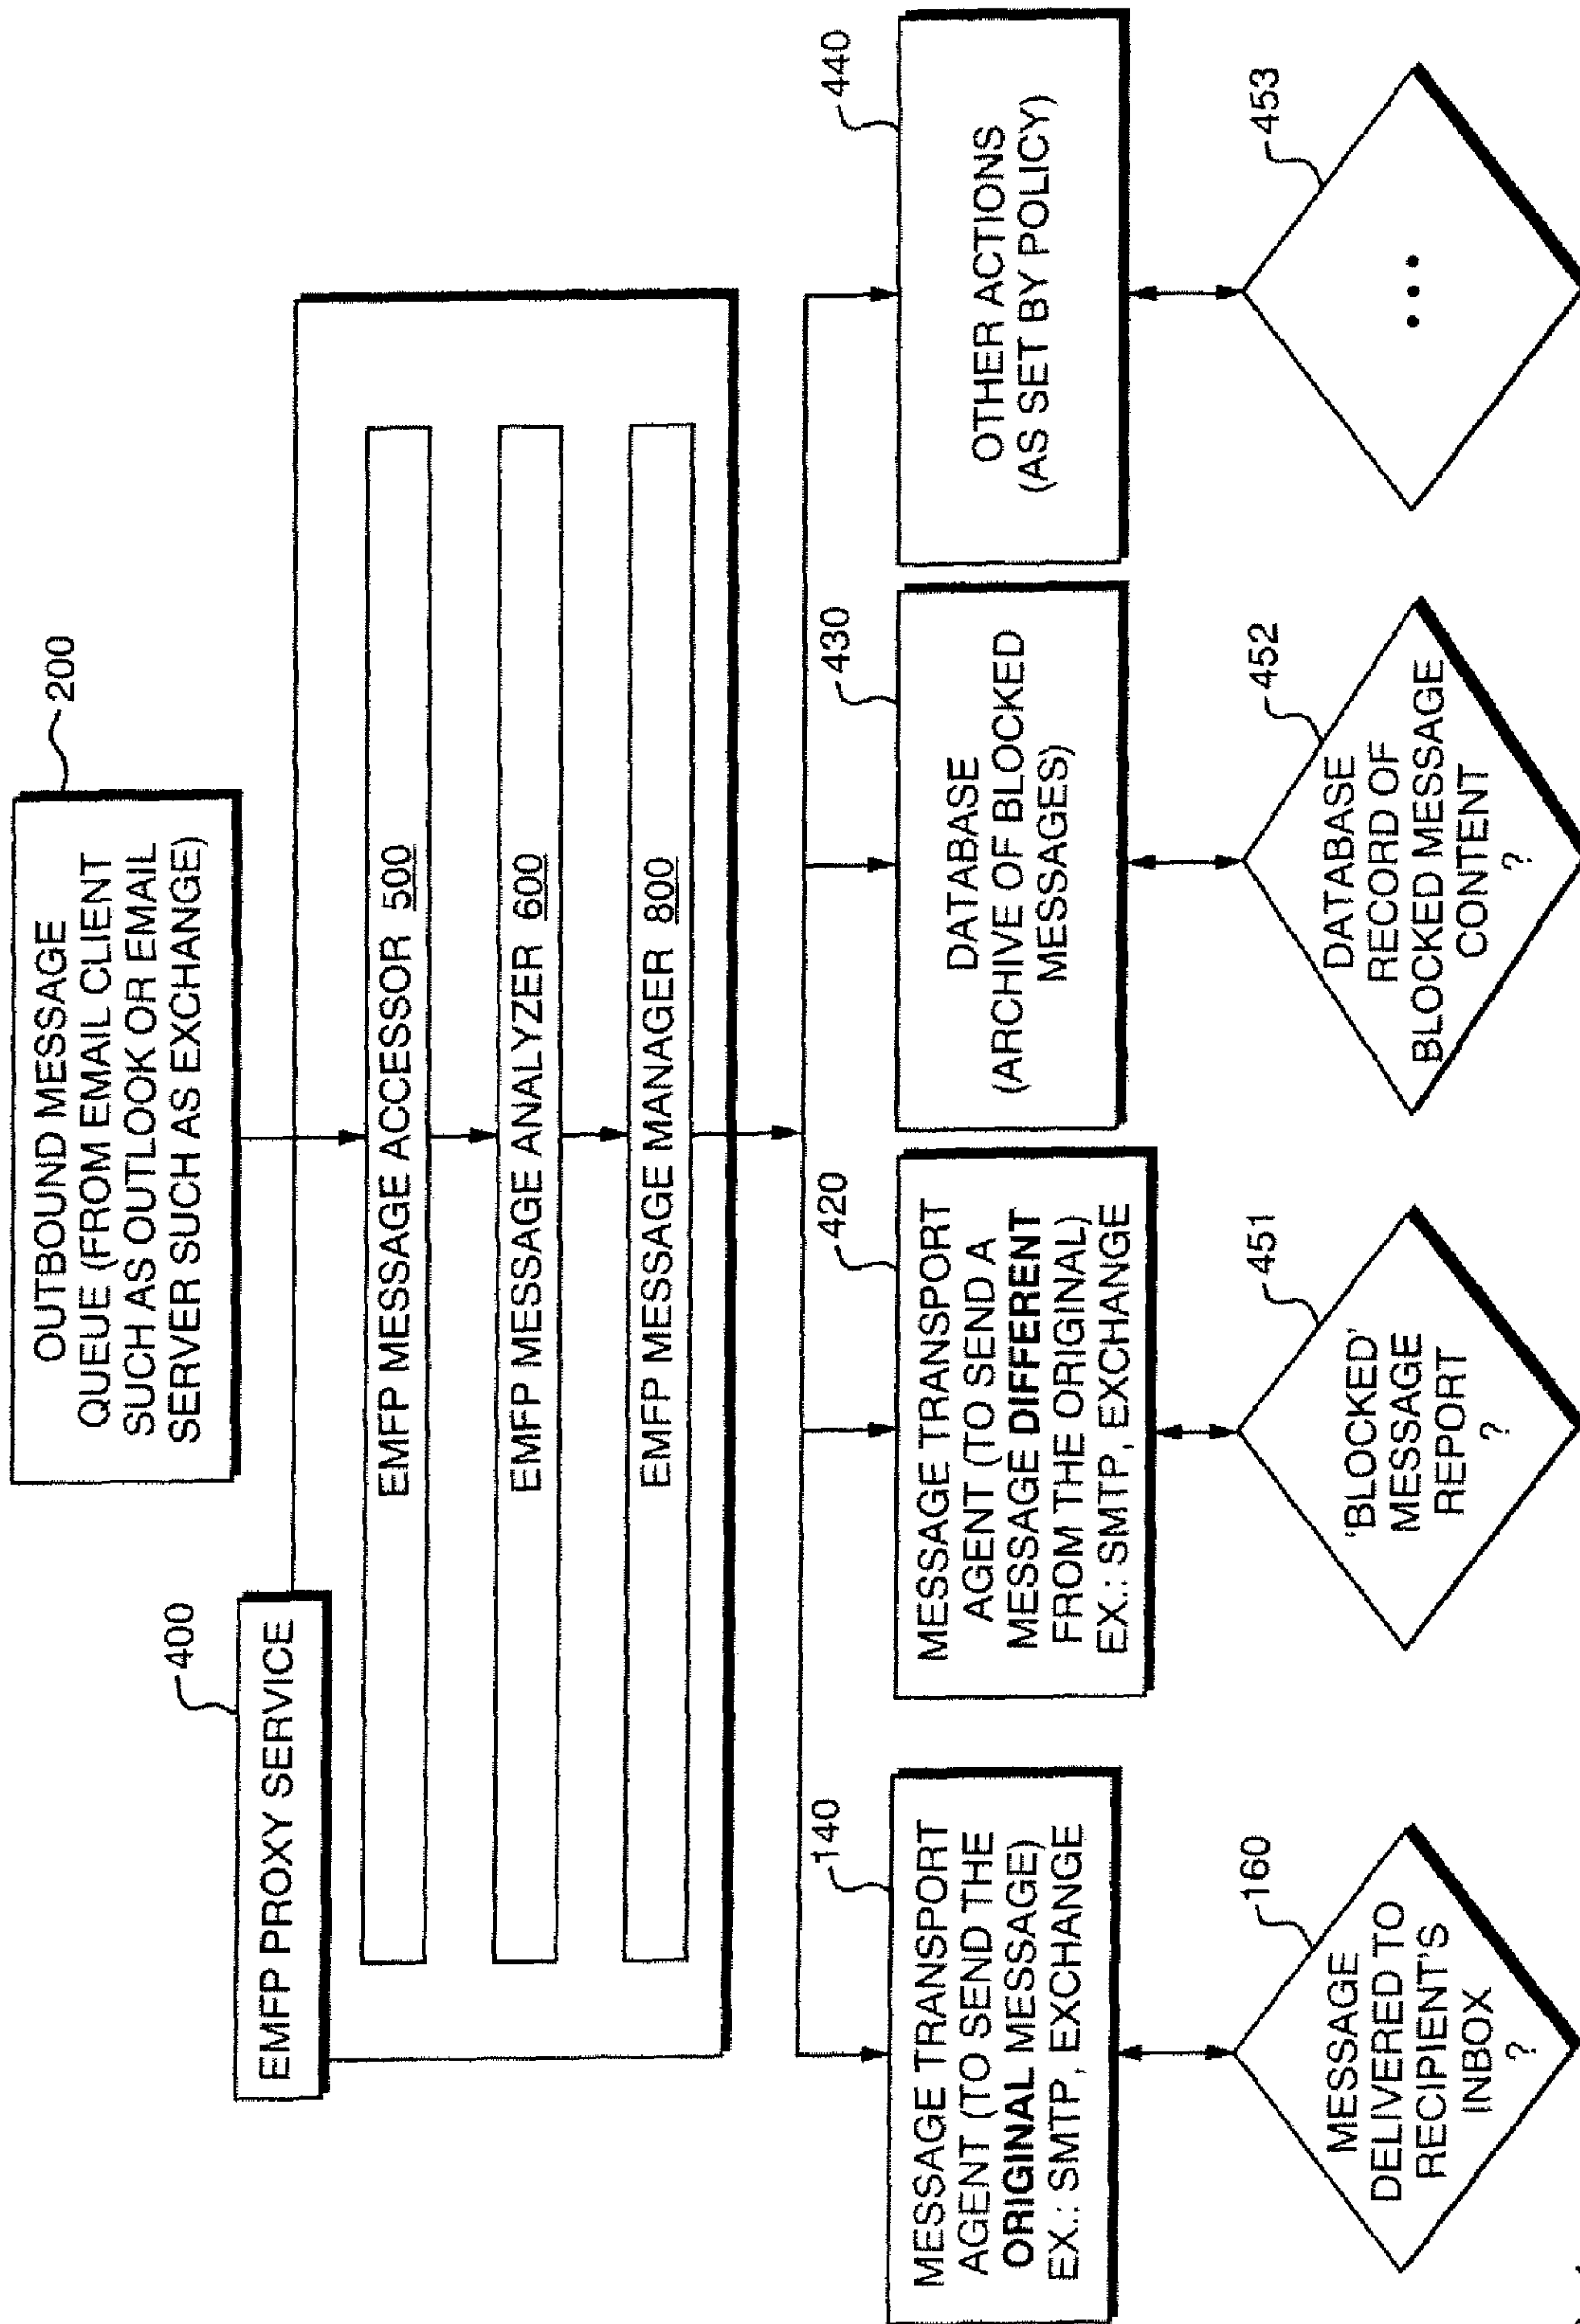 200
OUTBOUND MESSAGE
QUEUE (FROM EMAIL CLIENT
SUCH AS OUTLOOK OR EMAIL
SERVER SUCH AS EXCHANGE)
400
EMFP PROXY SERVICE
EMFP MESSAGE ACCESSOR 500
EMFP MESSAGE ANALYZER 600
EMFP MESSAGE MANAGER 800
140
MESSAGE TRANSPORT
AGENT (TO SEND THE
ORIGINAL MESSAGE)
EX.: SMTP, EXCHANGE
420
MESSAGE TRANSPORT
AGENT (TO SEND A
MESSAGE DIFFERENT
FROM THE ORIGINAL)
EX.: SMTP, EXCHANGE
430
DATABASE
(ARCHIVE OF BLOCKED
MESSAGES)
440
OTHER ACTIONS
(AS SET BY POLICY)
160
MESSAGE
DELIVERED TO
RECIPIENT'S
INBOX
?
451
'BLOCKED'
MESSAGE
REPORT
?
452
DATABASE
RECORD OF
BLOCKED MESSAGE
CONTENT
?
453
...